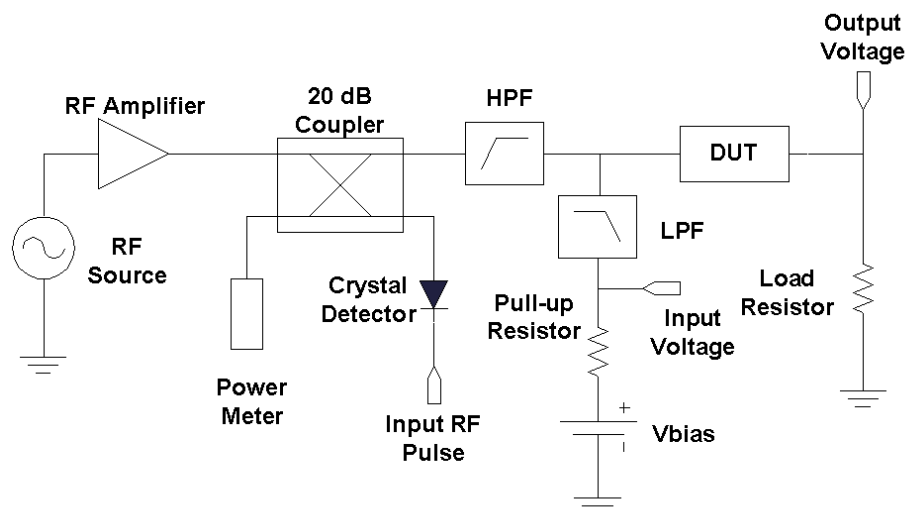 Output
Voltage
RF Amplifier
20 dB
Coupler
HPF
DUT
RF
Source
LPF
Crystal
Detector
Pull-up
Resistor
Input
Voltage
Load
Resistor
Power
Meter
Input RF
Pulse
+
Vbias
-